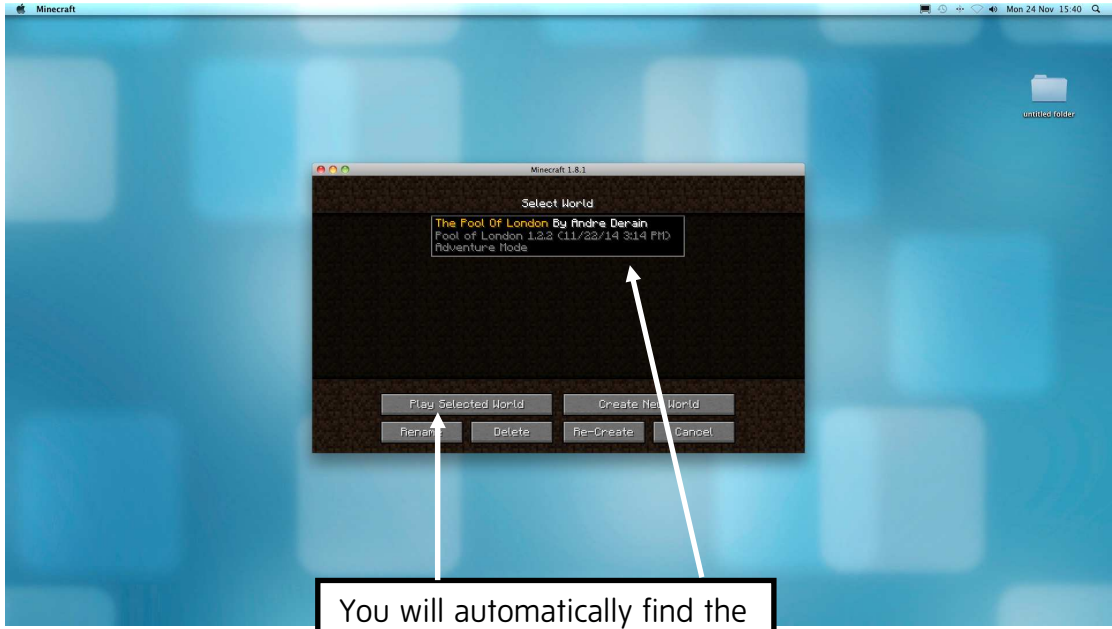 Minecraft
Mon 24 Nov 15:40
untitled folder
Minecraft 1.8.1
Select World
The Pool Of London By Andre Derain
Pool of London 1.2.2 (11/22/14 3:14 PM)
Adventure Mode
Play Selected World
Create New World
Rename
Delete
Re-Create
Cancel
You will automatically find the